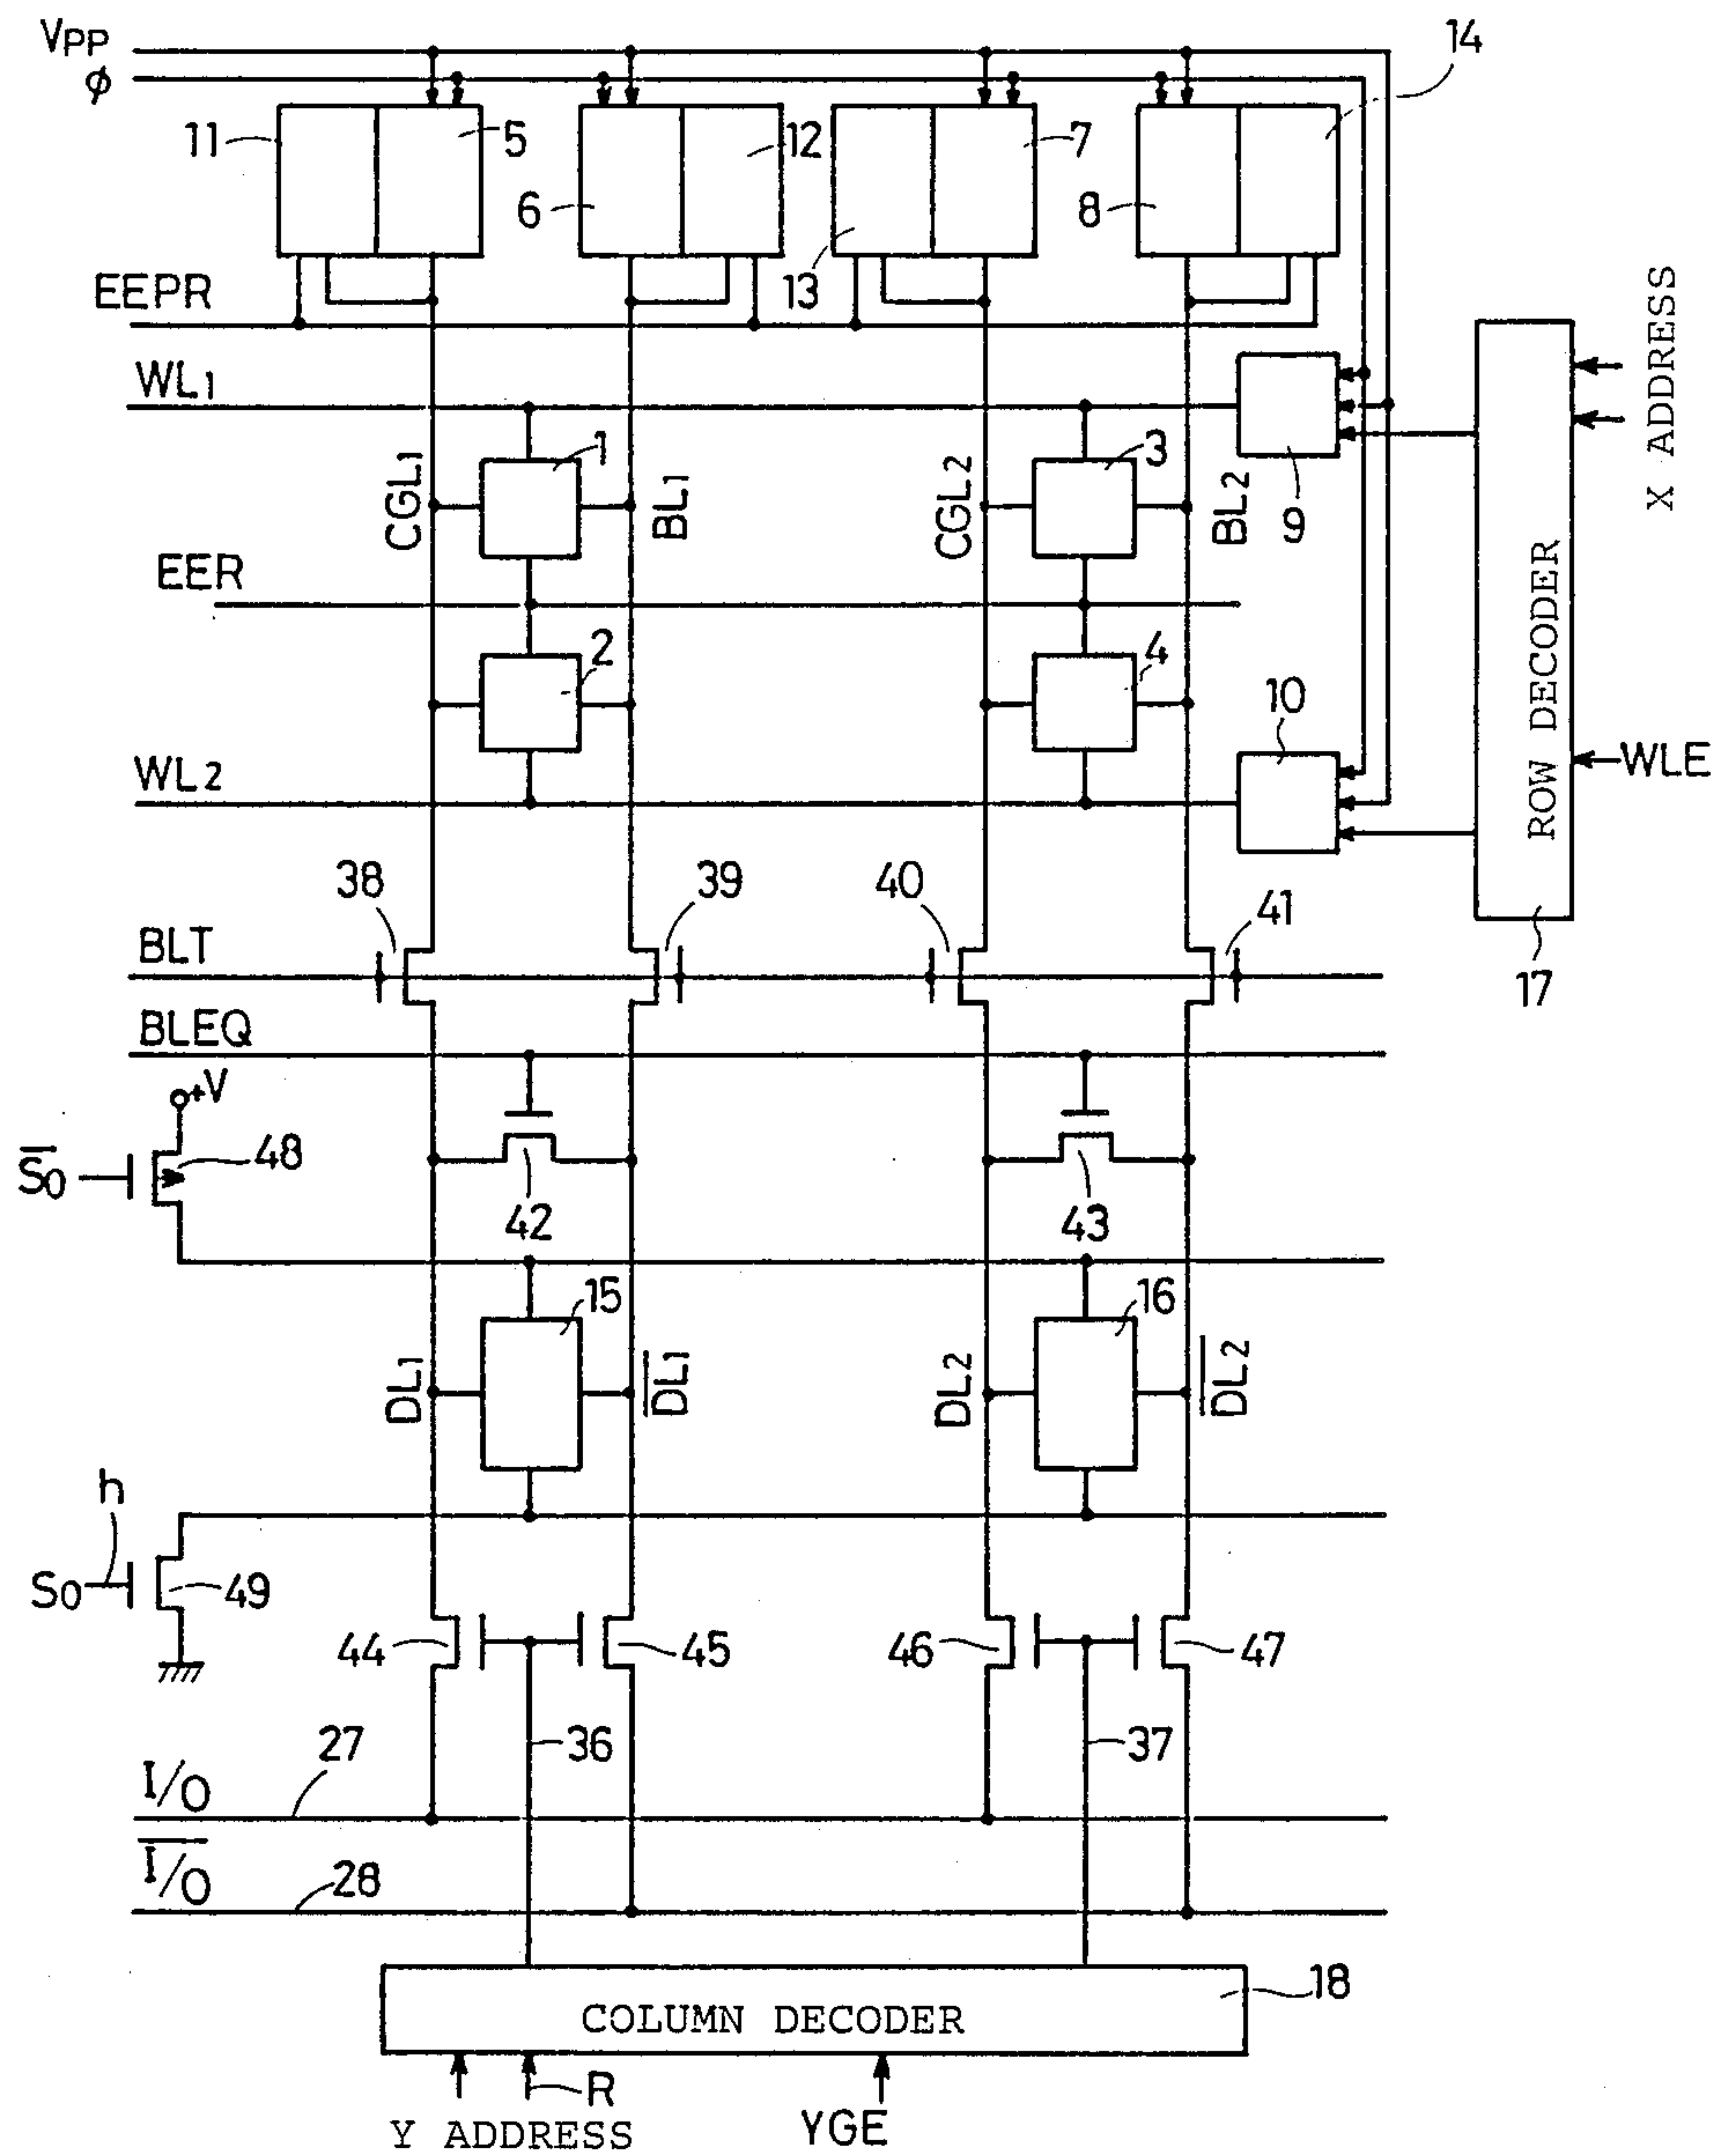 VPP
ϕ
14
11
5
12
7
6
8
13
EEPR
X ADDRESS
WL1
1
3
CGL1
BL1
CGL2
BL2
9
EER
ROW DECODER
2
4
10
WL2
WLE
38
39
40
41
BLT
17
BLEQ
+V
S̅0̅
48
42
43
15
16
DL1
D̅L̅1̅
DL2
D̅L̅2̅
h
S0
49
44
45
46
47
27
36
37
I/O
I̅/̅O̅
28
18
COLUMN DECODER
R
Y ADDRESS
YGE